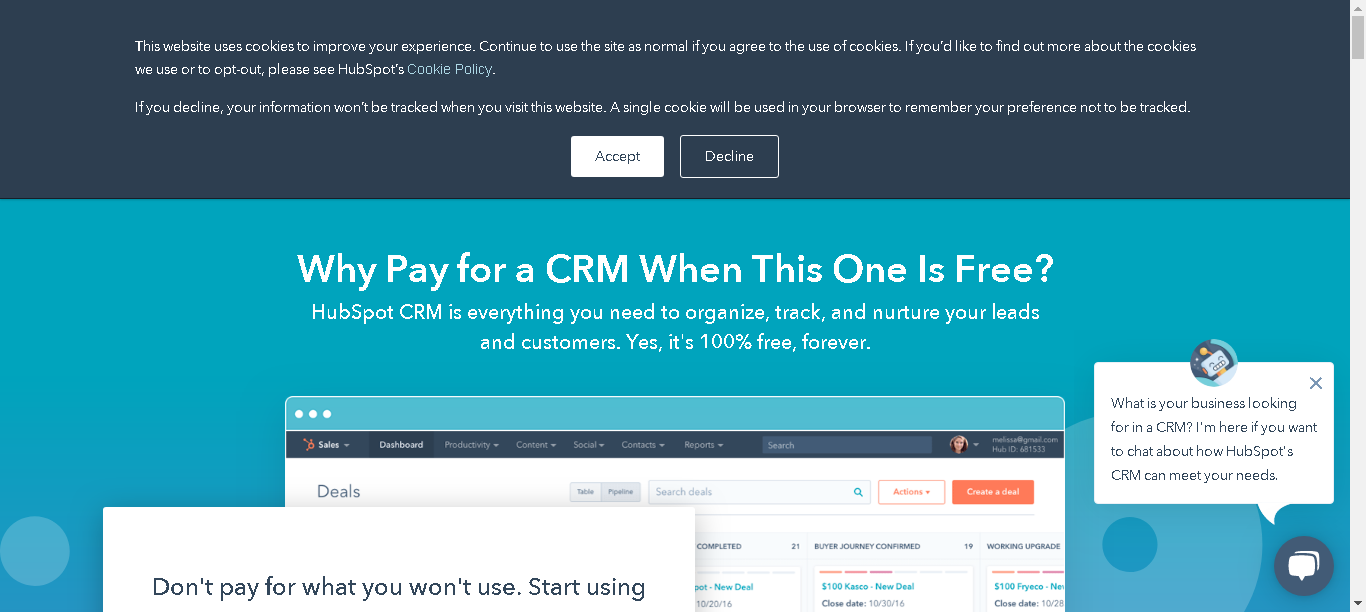 This website uses cookies to improve your experience. Continue to use the site as normal if you agree to the use of cookies. If you’d like to find out more about the cookies
we use or to opt-out, please see HubSpot’s Cookie Policy.
If you decline, your information won’t be tracked when you visit this website. A single cookie will be used in your browser to remember your preference not to be tracked.
Accept
Decline
Why Pay for a CRM When This One Is Free?
HubSpot CRM is everything you need to organize, track, and nurture your leads
and customers. Yes, it's 100% free, forever.
What is your business looking
for in a CRM? I'm here if you want
to chat about how HubSpot's
CRM can meet your needs.
Sales Dashboard Productivity Content Social Contacts Reports Search
melissa@gmail.com
Hub ID: 681533
Deals
Table Pipeline
Search deals
Actions
Create a deal
COMPLETED 21 BUYER JOURNEY CONFIRMED 19 WORKING UPGRADE
pot - New Deal $100 Kasco - New Deal $100 Fryeco - New
10/20/16 Close date: 10/30/16 Close date: 10/28
Don't pay for what you won't use. Start using